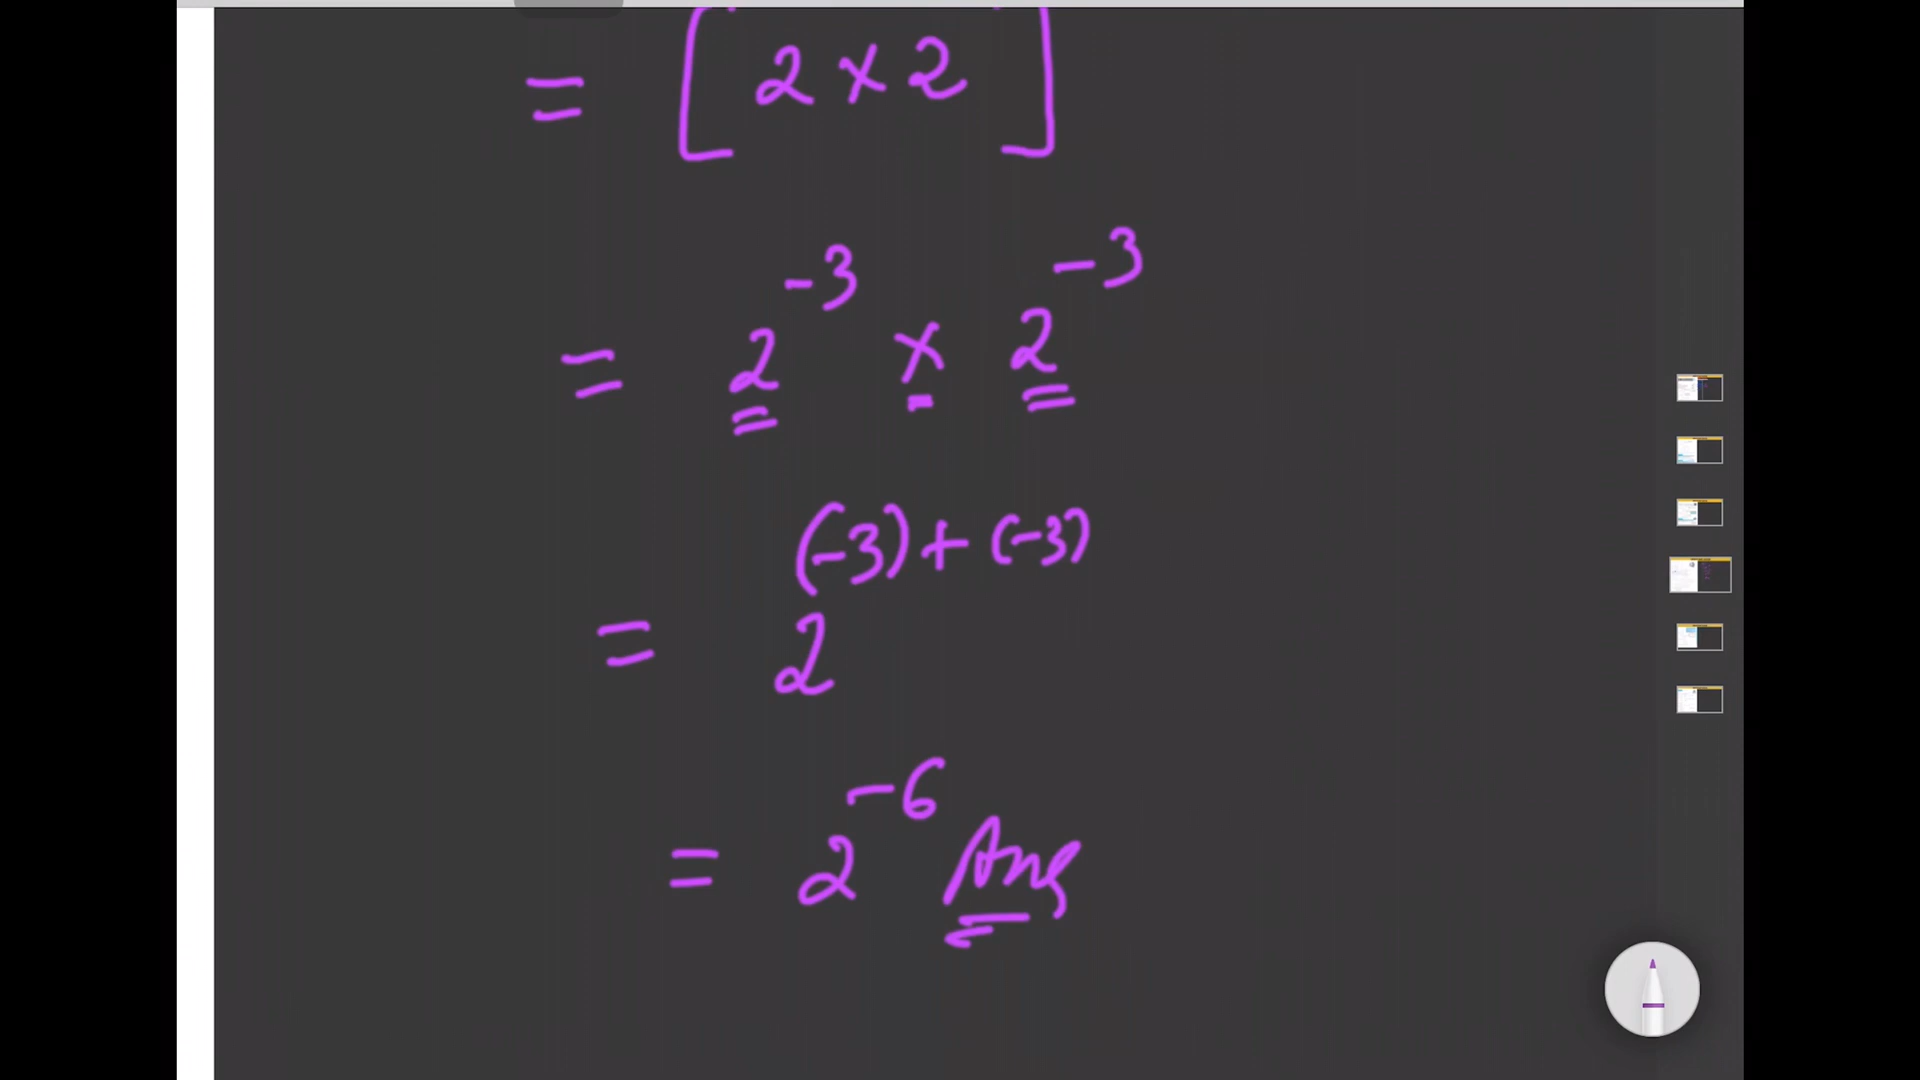 = [2 × 2]
= 2⁻³ × 2⁻³
= 2⁽⁻³⁾⁺⁽⁻³⁾
= 2⁻⁶ Ans